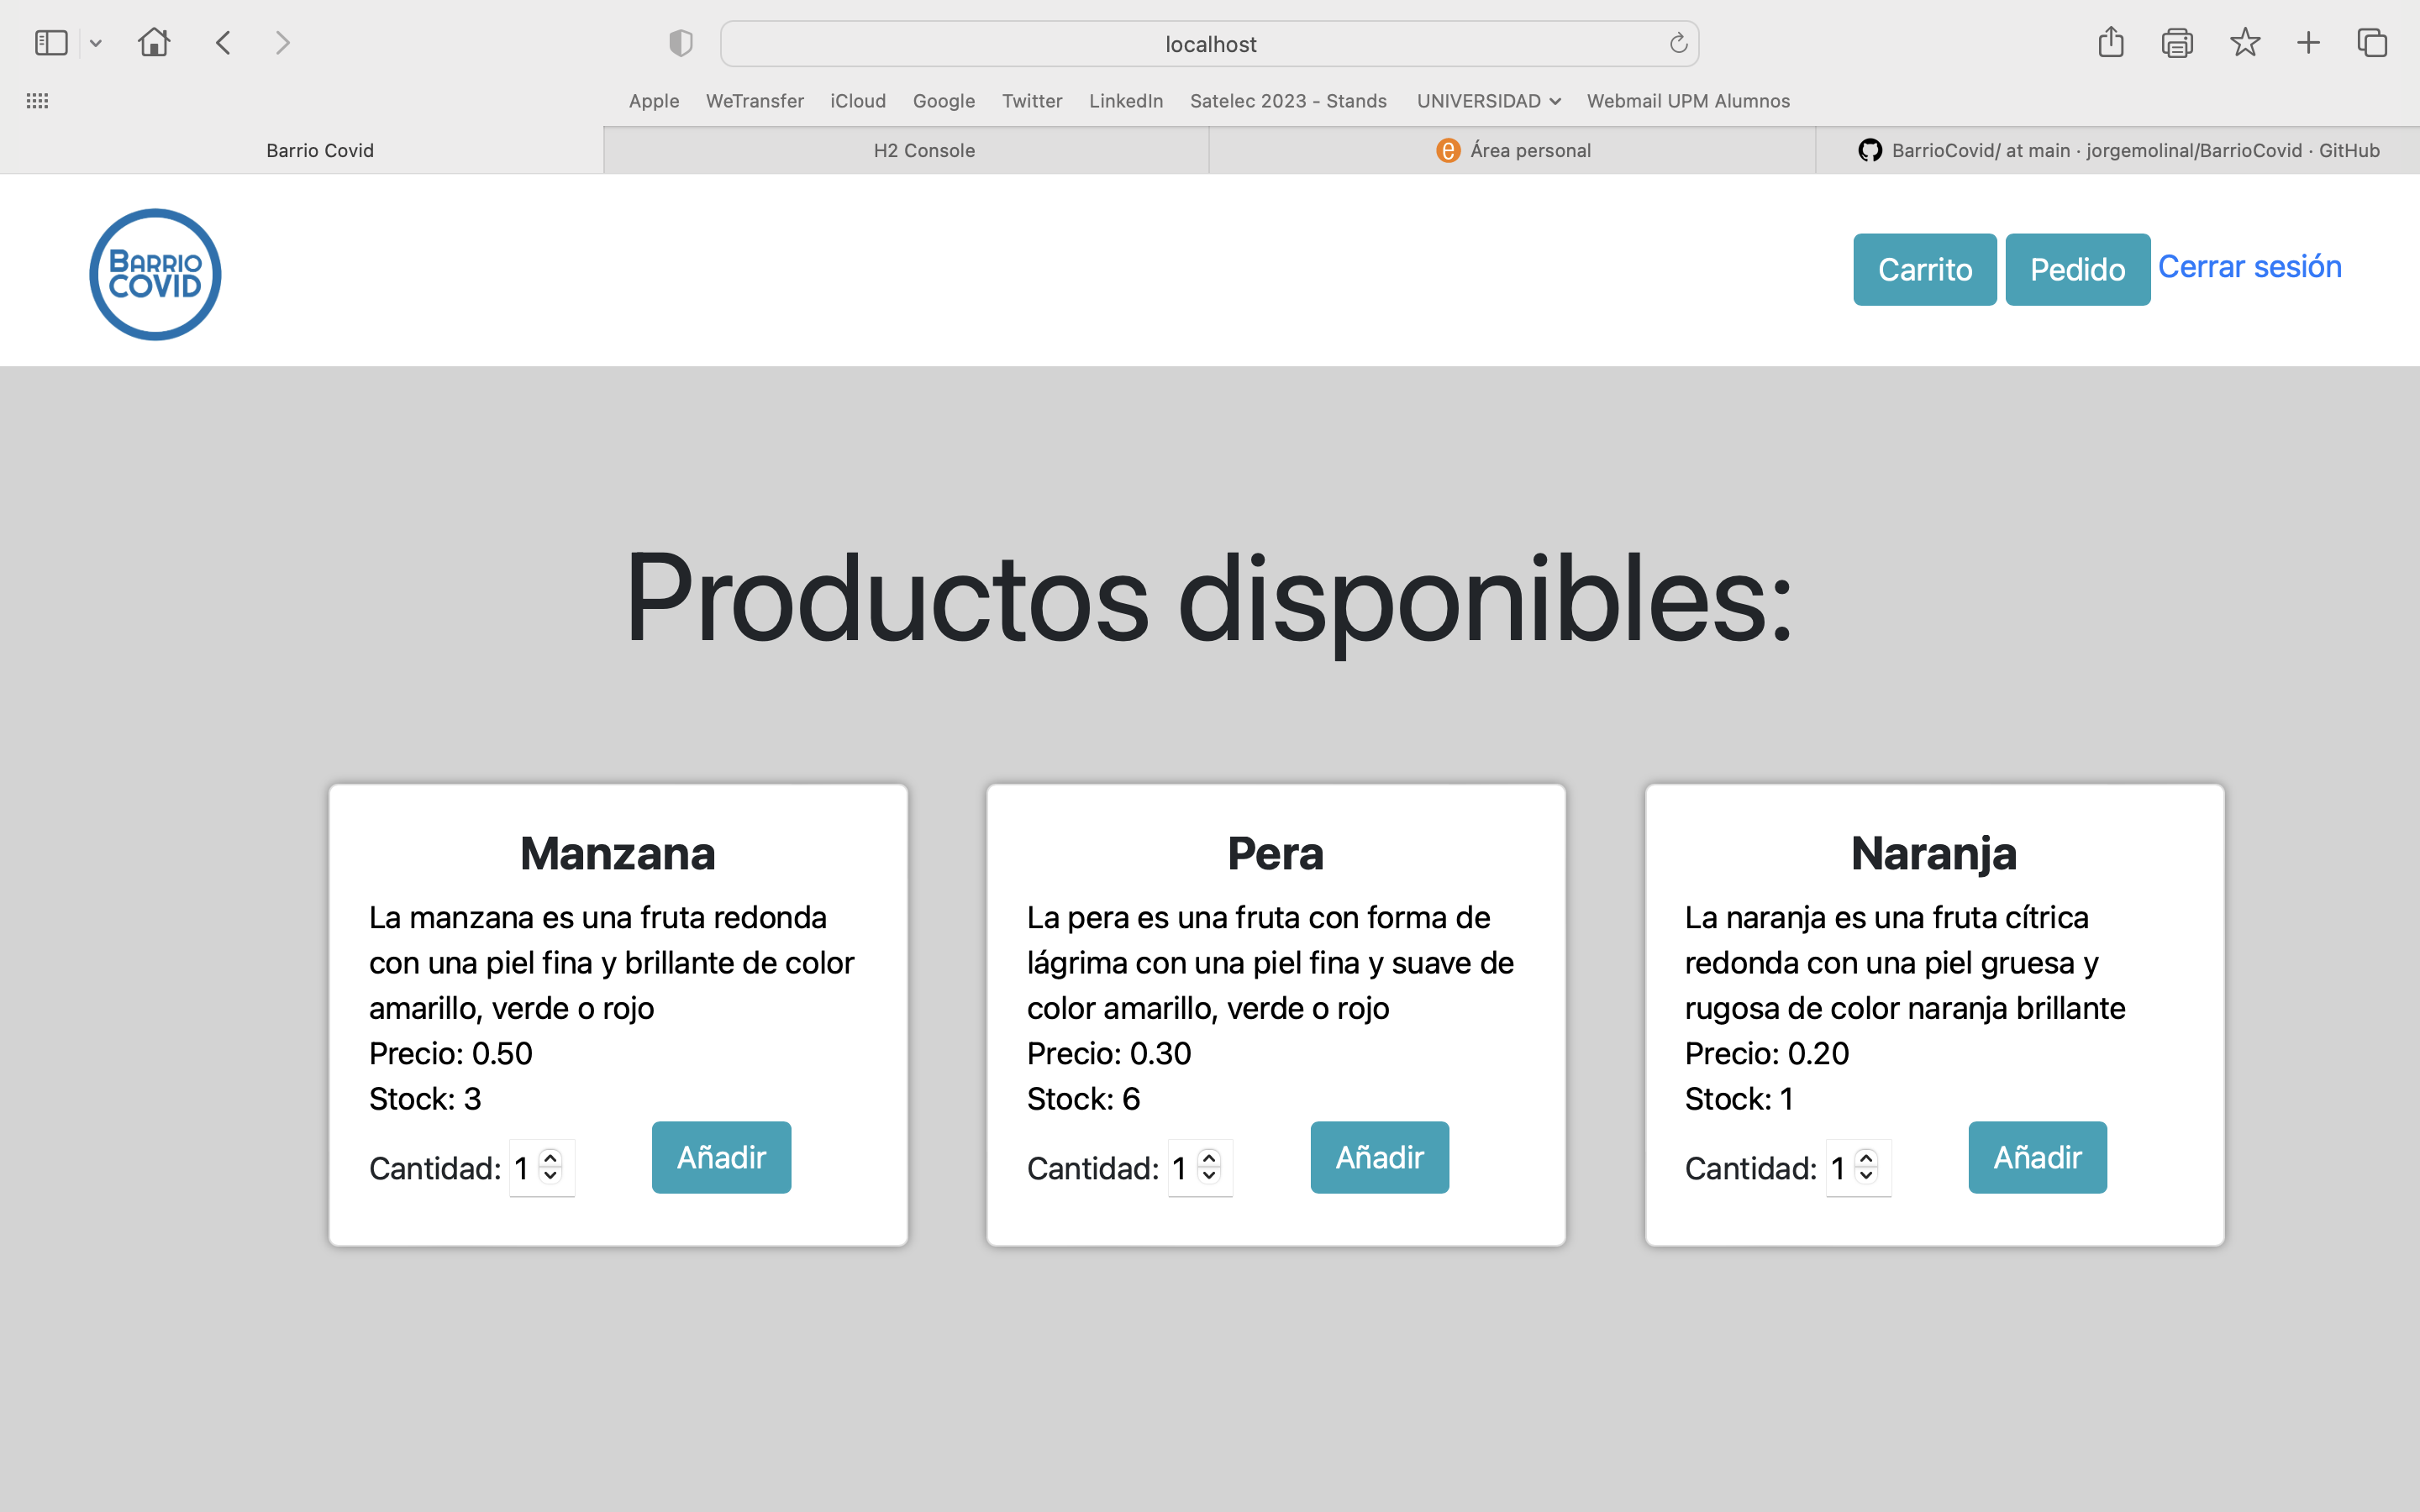 localhost
Apple WeTransfer iCloud Google Twitter LinkedIn Satelec 2023 - Stands UNIVERSIDAD Webmail UPM Alumnos
Barrio Covid
H2 Console
Área personal
BarrioCovid/ at main · jorgemolinal/BarrioCovid · GitHub
BARRIO
COVID
Carrito
Pedido
Cerrar sesión
Productos disponibles:
Manzana
La manzana es una fruta redonda
con una piel fina y brillante de color
amarillo, verde o rojo
Precio: 0.50
Stock: 3
Cantidad: 1
Añadir
Pera
La pera es una fruta con forma de
lágrima con una piel fina y suave de
color amarillo, verde o rojo
Precio: 0.30
Stock: 6
Cantidad: 1
Añadir
Naranja
La naranja es una fruta cítrica
redonda con una piel gruesa y
rugosa de color naranja brillante
Precio: 0.20
Stock: 1
Cantidad: 1
Añadir